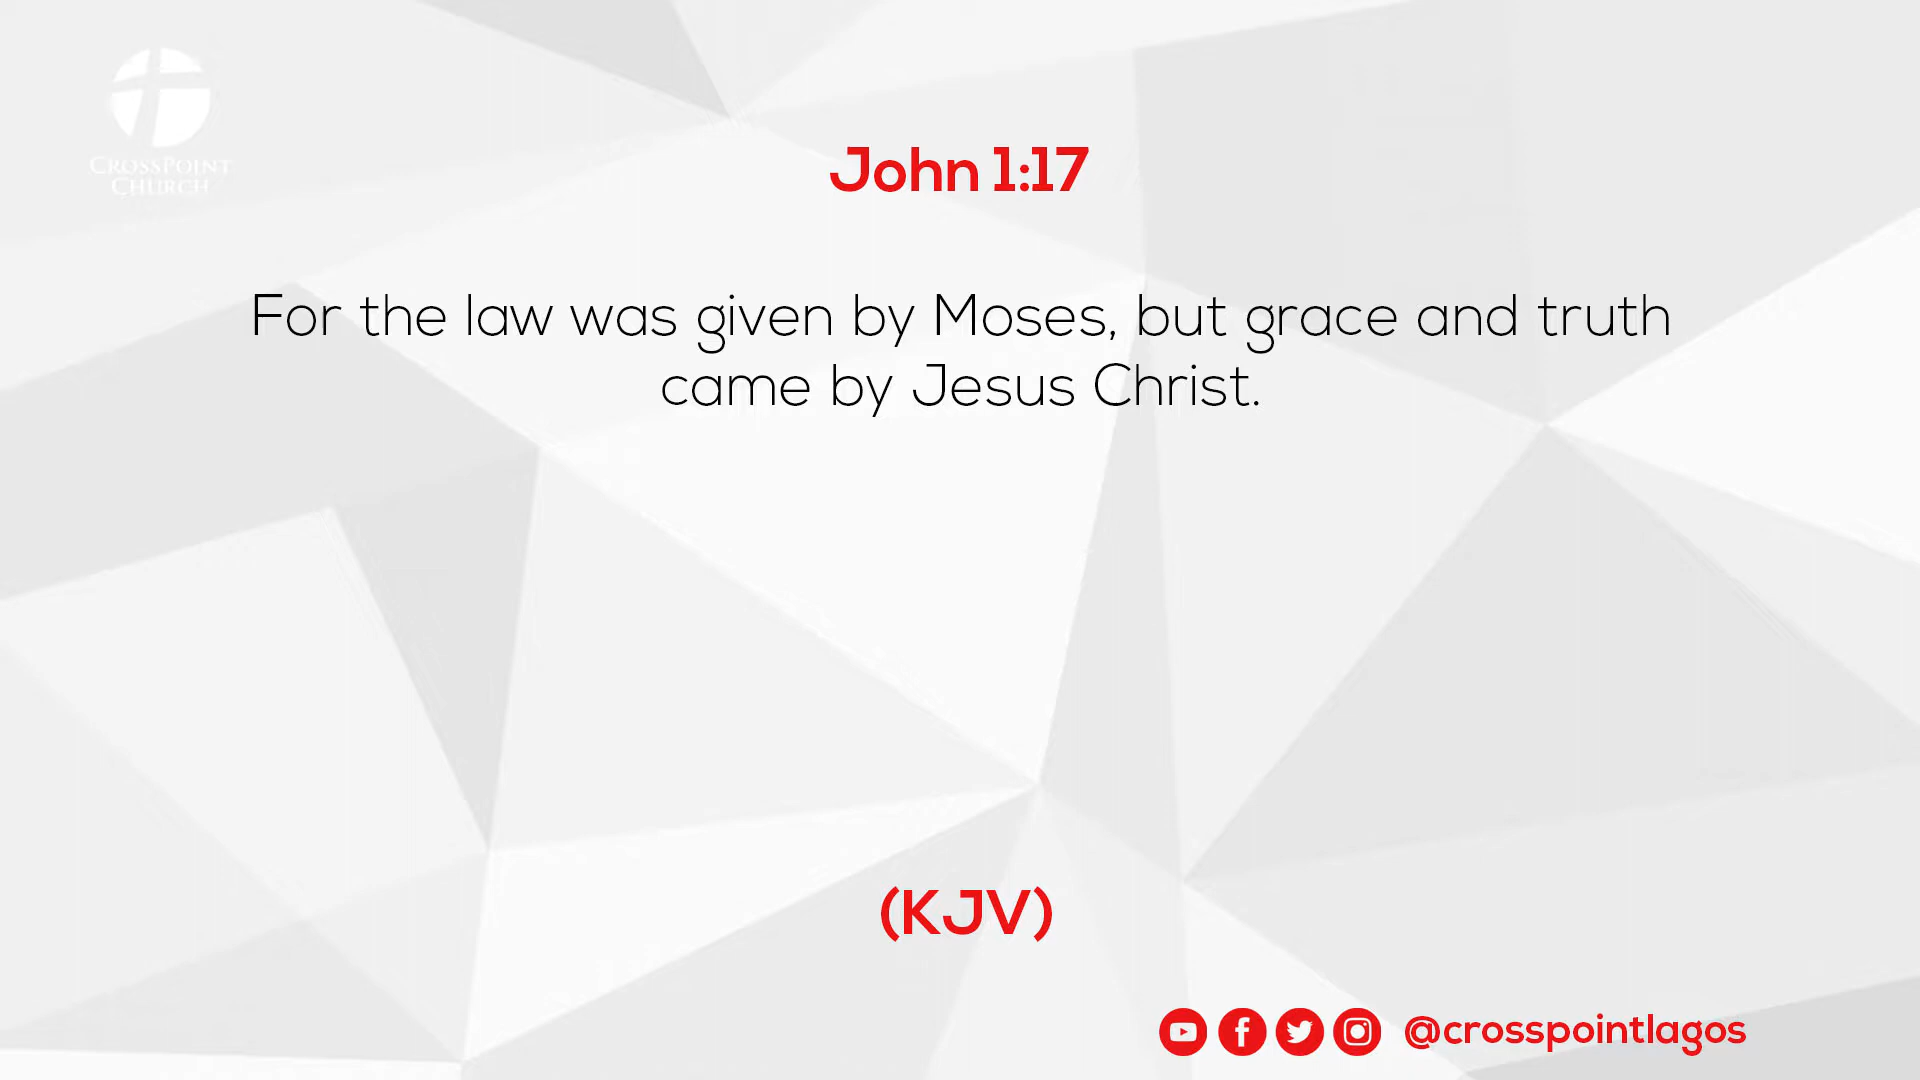 CROSSPOINT
CHURCH
John 1:17
For the law was given by Moses, but grace and truth
came by Jesus Christ.
(KJV)
@crosspointlagos